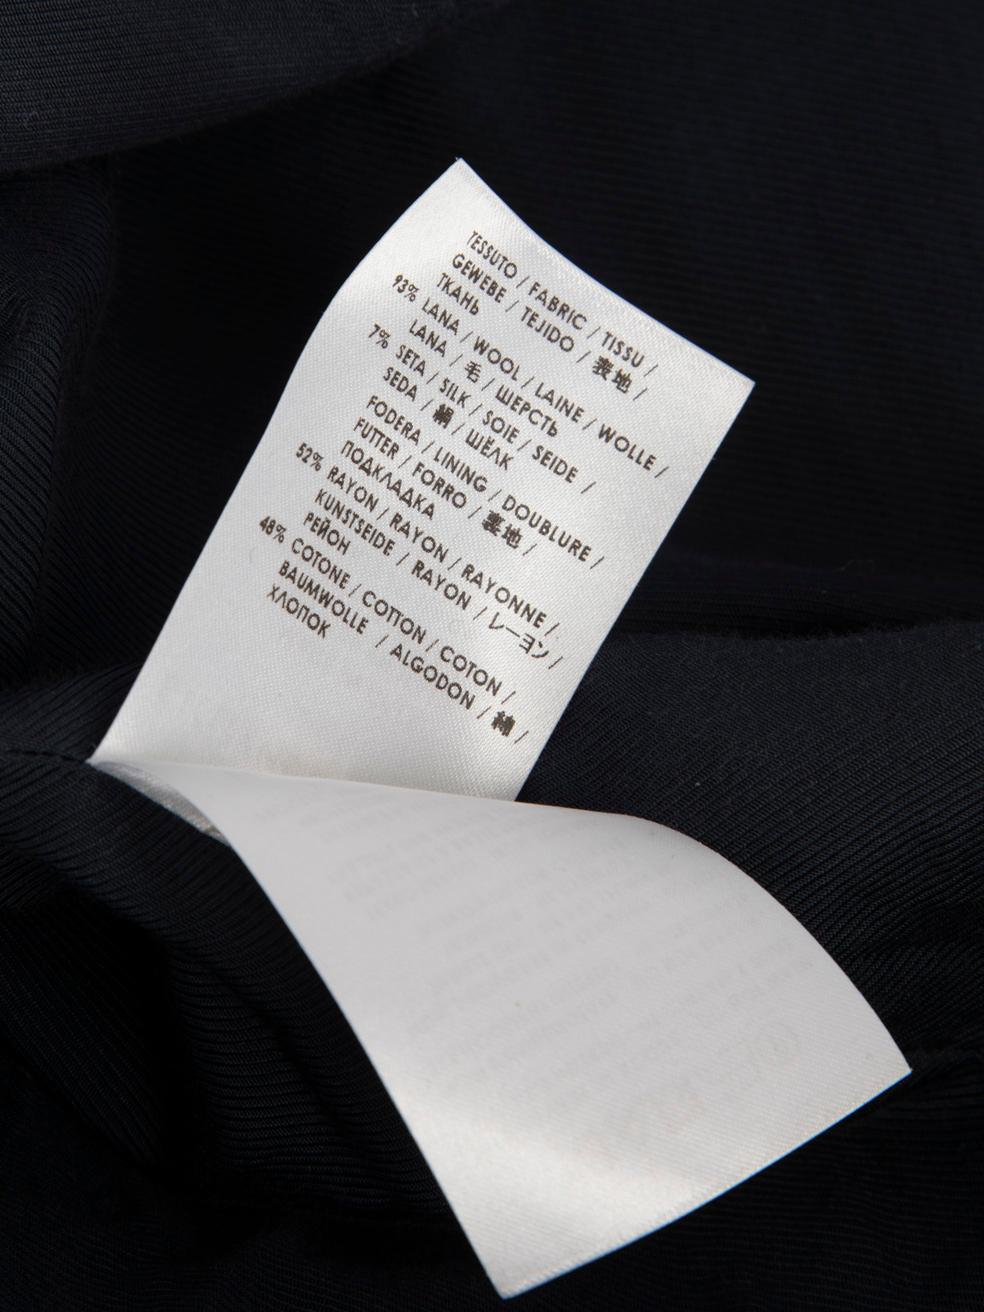 TESSUTO / FABRIC / TISSU /
GEWEBE / TEJIDO / 表地 /
ТКАНЬ
93% LANA / WOOL / LAINE / WOLLE /
LANA / 毛 / ШЕРСТЬ
7% SETA / SILK / SOIE / SEIDE /
SEDA / 絹 / ШЁЛК
FODERA / LINING / DOUBLURE /
FUTTER / FORRO / 裏地 /
ПОДКЛАДКА
52% RAYON / RAYON / RAYONNE /
KUNSTSEIDE / RAYON / レーヨン /
РЕЙОН
48% COTONE / COTTON / COTON /
BAUMWOLLE / ALGODON / 綿 /
ХЛОПОК